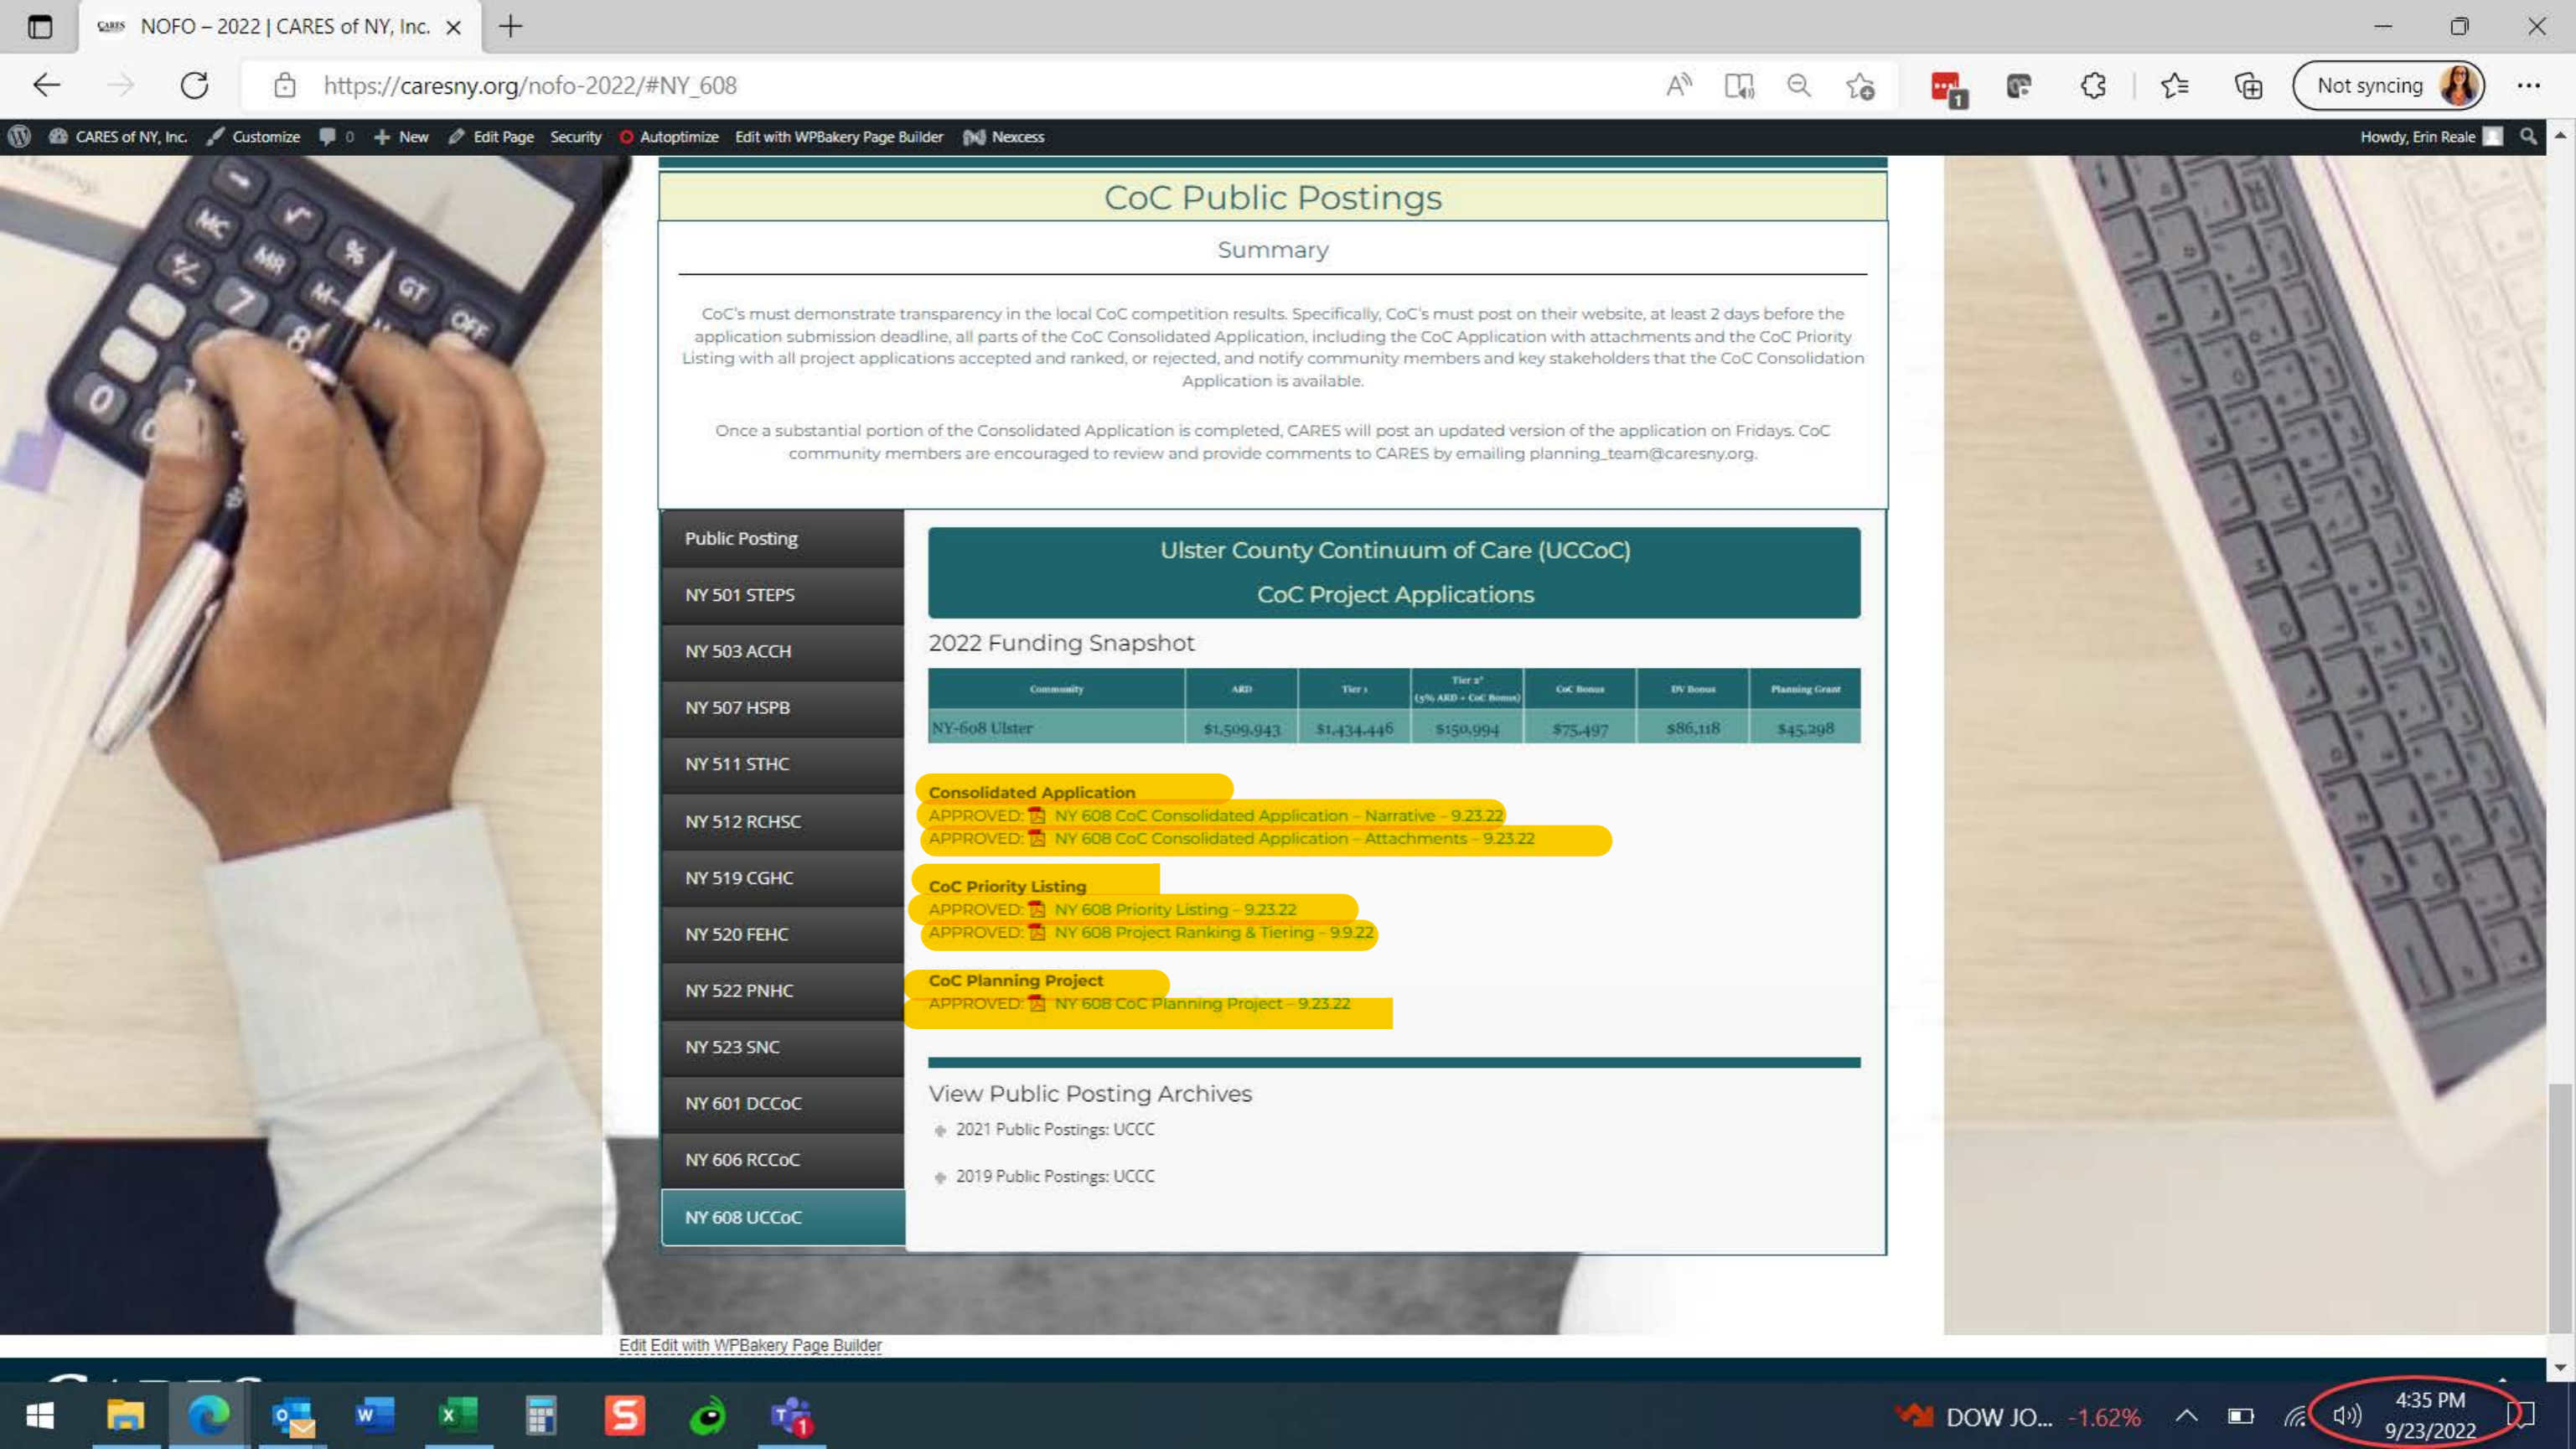 NOFO – 2022 | CARES of NY, Inc.
https://caresny.org/nofo-2022/#NY_608
1
Not syncing
CARES of NY, Inc. Customize 0 New Edit Page Security Autoptimize Edit with WPBakery Page Builder Nexcess
Howdy, Erin Reale
MC √ % GT OFF
+/- MR M-
7 8
0
CoC Public Postings
Summary
CoC's must demonstrate transparency in the local CoC competition results. Specifically, CoC's must post on their website, at least 2 days before the
application submission deadline, all parts of the CoC Consolidated Application, including the CoC Application with attachments and the CoC Priority
Listing with all project applications accepted and ranked, or rejected, and notify community members and key stakeholders that the CoC Consolidation
Application is available.
Once a substantial portion of the Consolidated Application is completed, CARES will post an updated version of the application on Fridays. CoC
community members are encouraged to review and provide comments to CARES by emailing planning_team@caresny.org.
Public Posting
NY 501 STEPS
NY 503 ACCH
NY 507 HSPB
NY 511 STHC
NY 512 RCHSC
NY 519 CGHC
NY 520 FEHC
NY 522 PNHC
NY 523 SNC
NY 601 DCCoC
NY 606 RCCoC
NY 608 UCCoC
Ulster County Continuum of Care (UCCoC)
CoC Project Applications
2022 Funding Snapshot
Community ARD Tier 1 Tier 2* (5% ARD + CoC Bonus) CoC Bonus DV Bonus Planning Grant
NY-608 Ulster $1,509,943 $1,434,446 $150,994 $75,497 $86,118 $45,298
Consolidated Application
APPROVED: NY 608 CoC Consolidated Application – Narrative – 9.23.22
APPROVED: NY 608 CoC Consolidated Application – Attachments – 9.23.22
CoC Priority Listing
APPROVED: NY 608 Priority Listing – 9.23.22
APPROVED: NY 608 Project Ranking & Tiering – 9.9.22
CoC Planning Project
APPROVED: NY 608 CoC Planning Project – 9.23.22
View Public Posting Archives
2021 Public Postings: UCCC
2019 Public Postings: UCCC
Edit Edit with WPBakery Page Builder
DOW JO... -1.62%
4:35 PM
9/23/2022